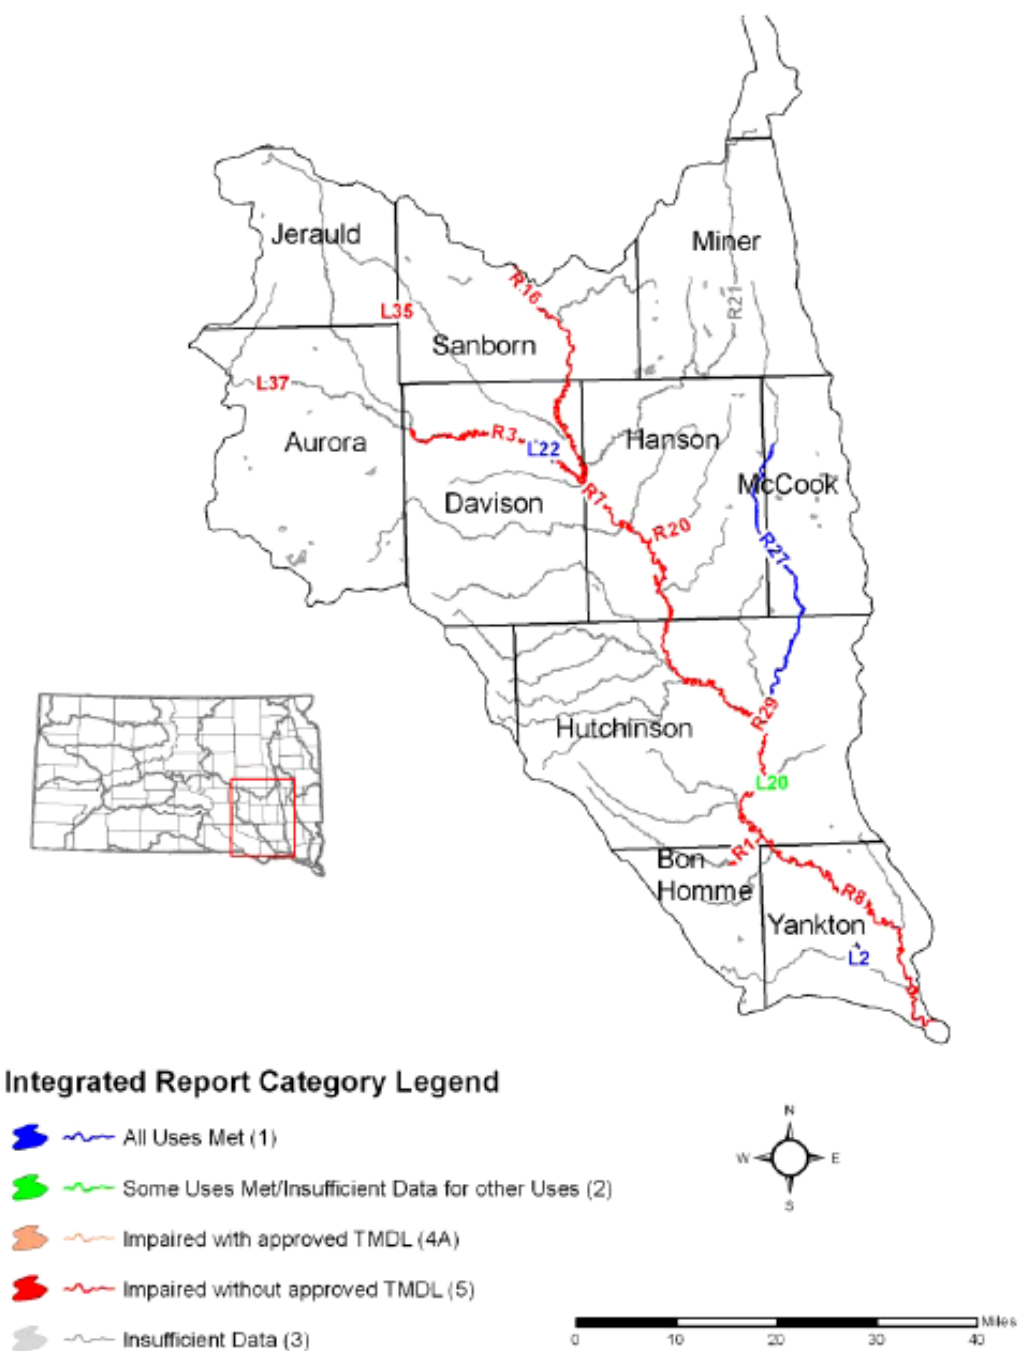 Jerauld
Miner
R16
R21
L35
Sanborn
L37
Aurora
R3
L22
Hanson
McCook
Davison
R7
R20
R27
Hutchinson
R29
L20
Bon
Homme
R1
R8
Yankton
L2
Integrated Report Category Legend
All Uses Met (1)
Some Uses Met/Insufficient Data for other Uses (2)
Impaired with approved TMDL (4A)
Impaired without approved TMDL (5)
Insufficient Data (3)
N
W E
S
Miles
0 10 20 30 40